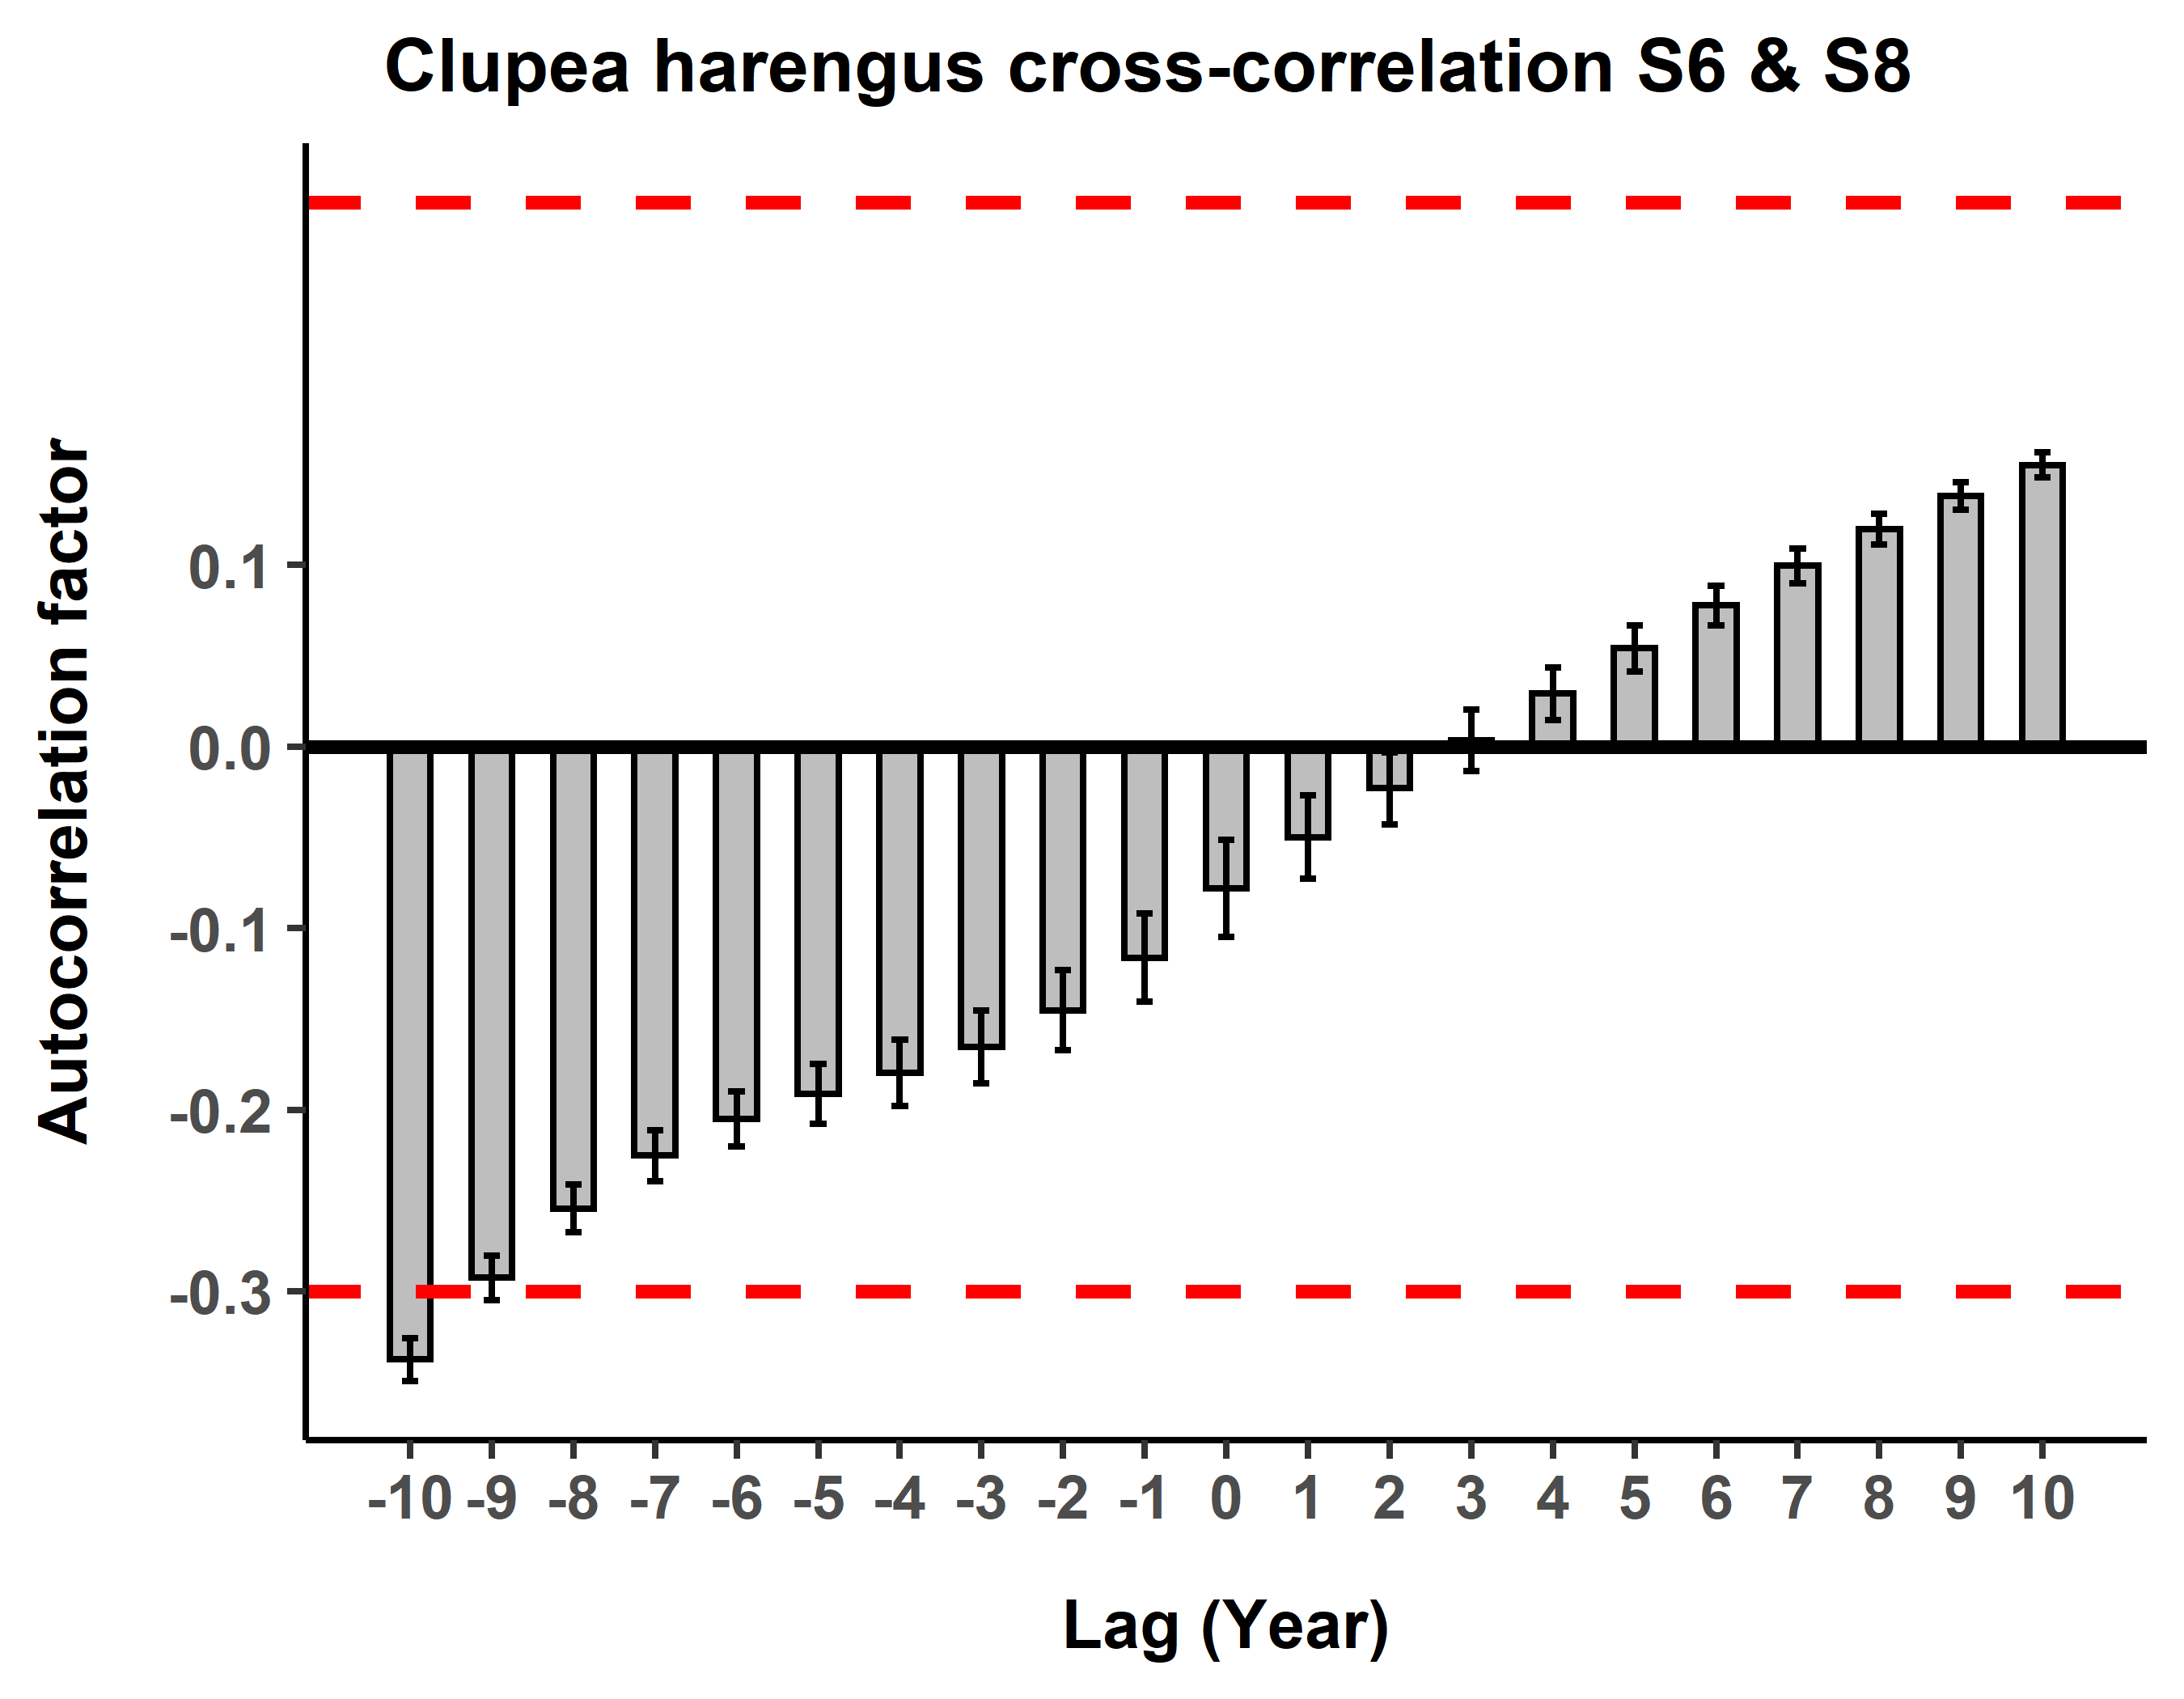 Clupea harengus cross-correlation S6 & S8
Autocorrelation factor
0.1
0.0
-0.1
-0.2
-0.3
-10 -9 -8 -7 -6 -5 -4 -3 -2 -1 0 1 2 3 4 5 6 7 8 9 10
Lag (Year)